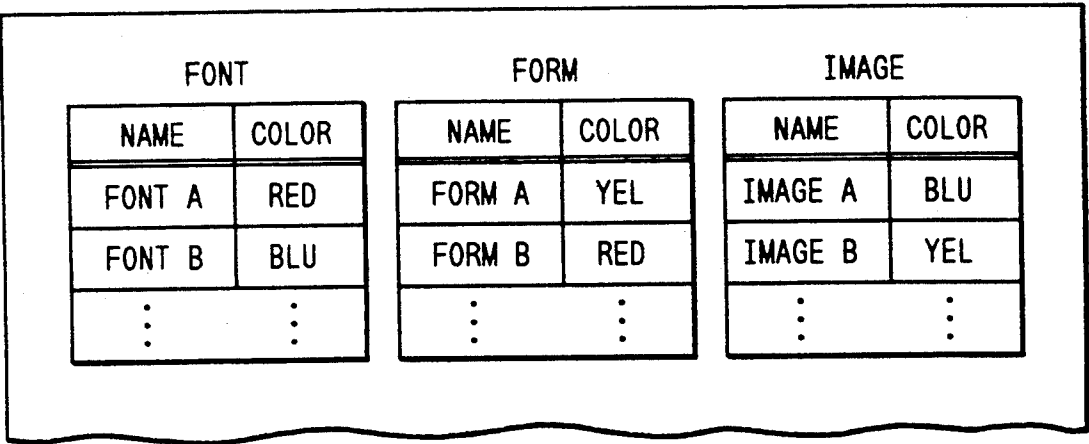 FONT FORM IMAGE
NAME COLOR NAME COLOR NAME COLOR
FONT A RED FORM A YEL IMAGE A BLU
FONT B BLU FORM B RED IMAGE B YEL